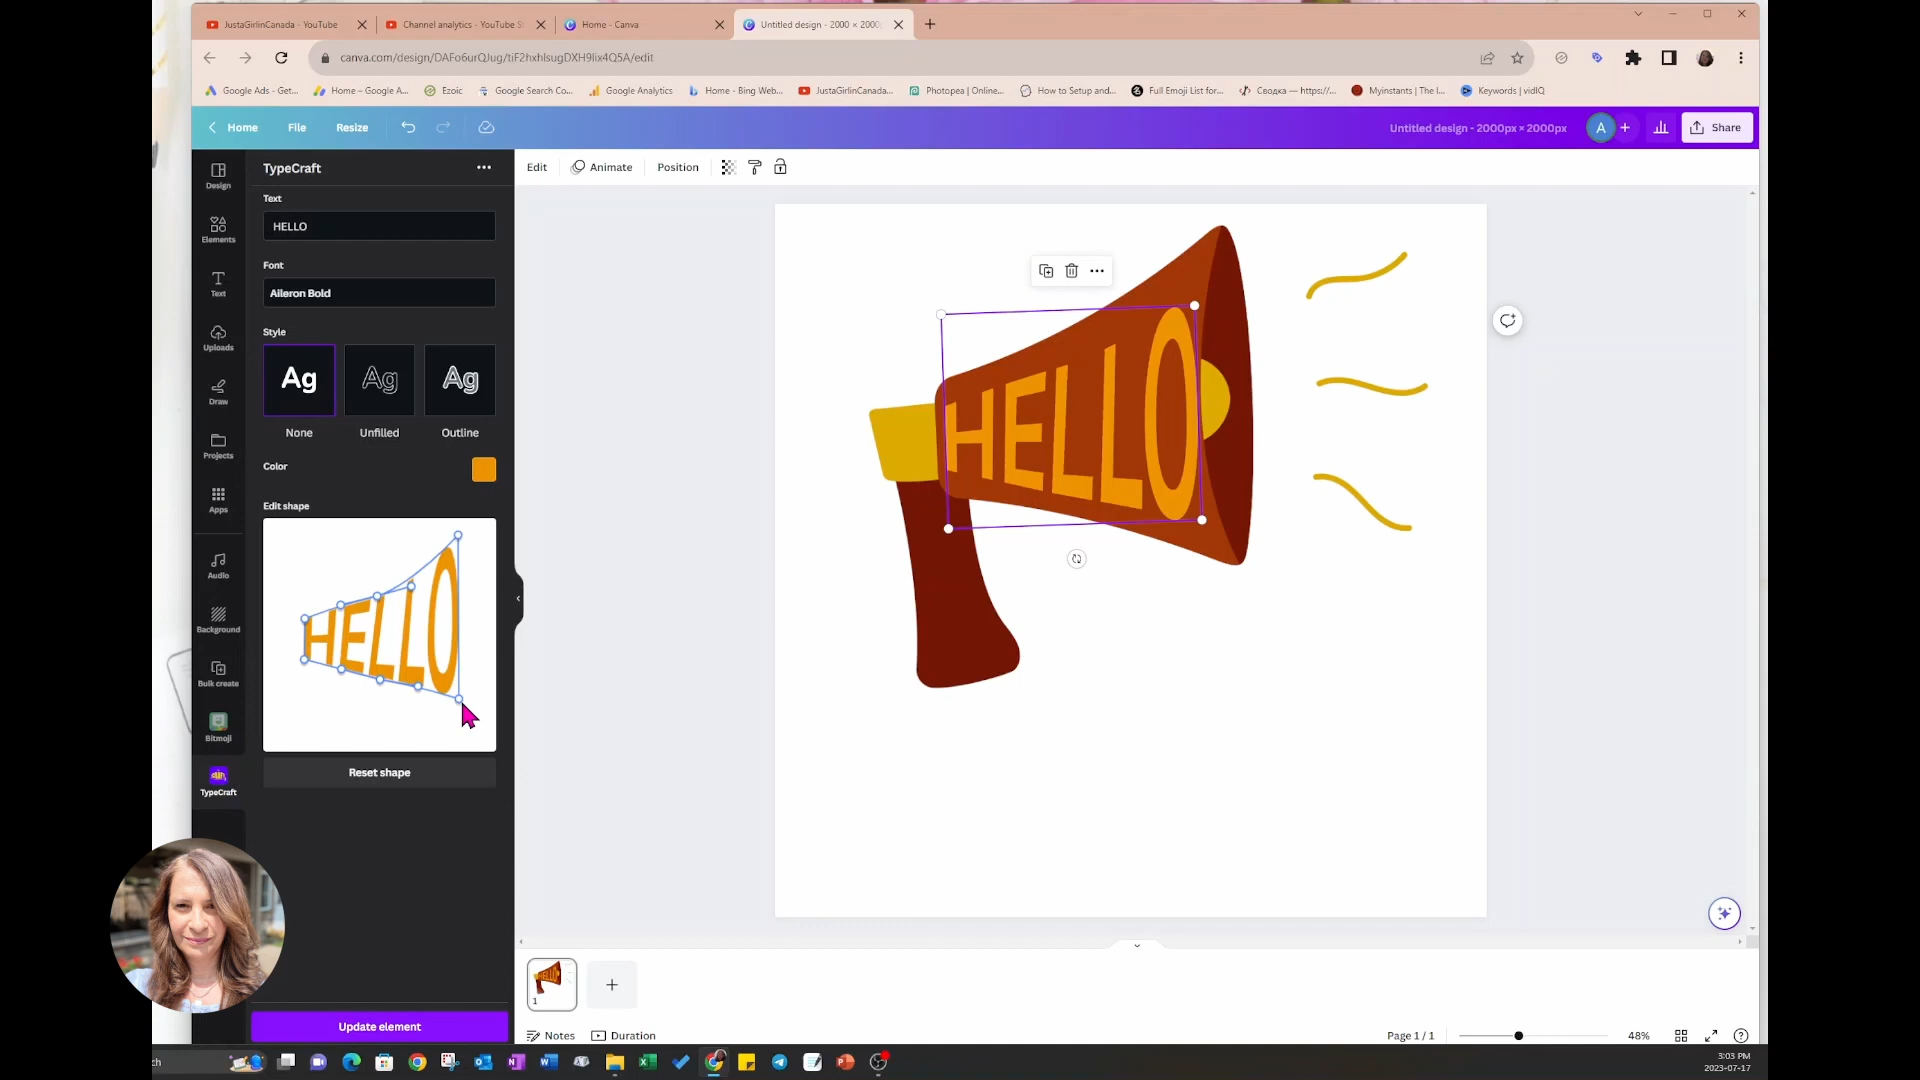 JustaGirlinCanada - YouTube
Channel analytics - YouTube S
Home - Canva
Untitled design - 2000 × 2000
canva.com/design/DAFo6urQJug/tiF2hxhlsugDXH9lix4Q5A/edit
Google Ads - Get...
Home – Google A...
Ezoic
Google Search Co...
Google Analytics
Home - Bing Web...
JustaGirlinCanada...
Photopea | Online...
How to Setup and...
Full Emoji List for...
Сводка — https://...
Myinstants | The l...
Keywords | vidIQ
Home
File
Resize
Untitled design - 2000px × 2000px
A
Share
Design
Elements
Text
Uploads
Draw
Projects
Apps
Audio
Background
Bulk create
Bitmoji
TypeCraft
TypeCraft
Text
HELLO
Font
Aileron Bold
Style
Ag
Ag
Ag
None
Unfilled
Outline
Color
Edit shape
HELLO
Reset shape
Update element
Edit
Animate
Position
HELLO
HELLO
1
Notes
Duration
Page 1 / 1
48%
ch
3:03 PM
2023-07-17